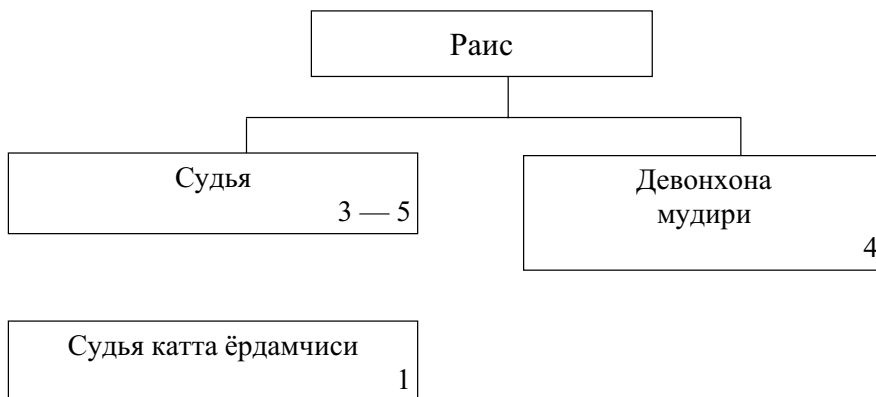 Раис
Судья
3 — 5
Девонхона
мудири
4
Судья катта ёрдамчиси
1